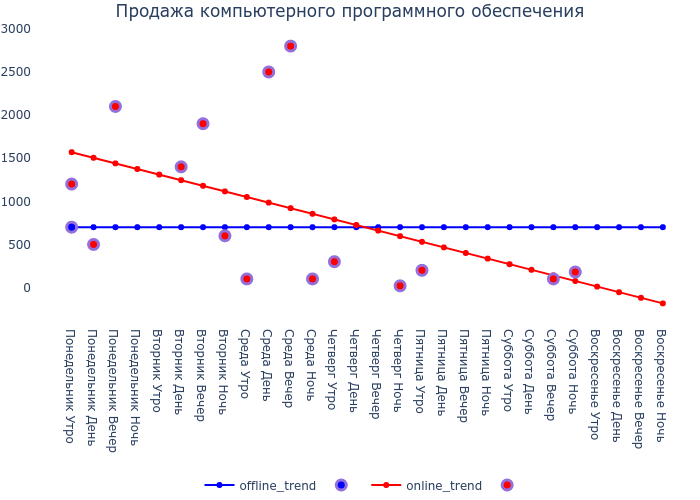 Продажа компьютерного программного обеспечения
3000
2500
2000
1500
1000
500
0
Понедельник Утро
Понедельник День
Понедельник Вечер
Понедельник Ночь
Вторник Утро
Вторник День
Вторник Вечер
Вторник Ночь
Среда Утро
Среда День
Среда Вечер
Среда Ночь
Четверг Утро
Четверг День
Четверг Вечер
Четверг Ночь
Пятница Утро
Пятница День
Пятница Вечер
Пятница Ночь
Суббота Утро
Суббота День
Суббота Вечер
Суббота Ночь
Воскресенье Утро
Воскресенье День
Воскресенье Вечер
Воскресенье Ночь
offline_trend
online_trend